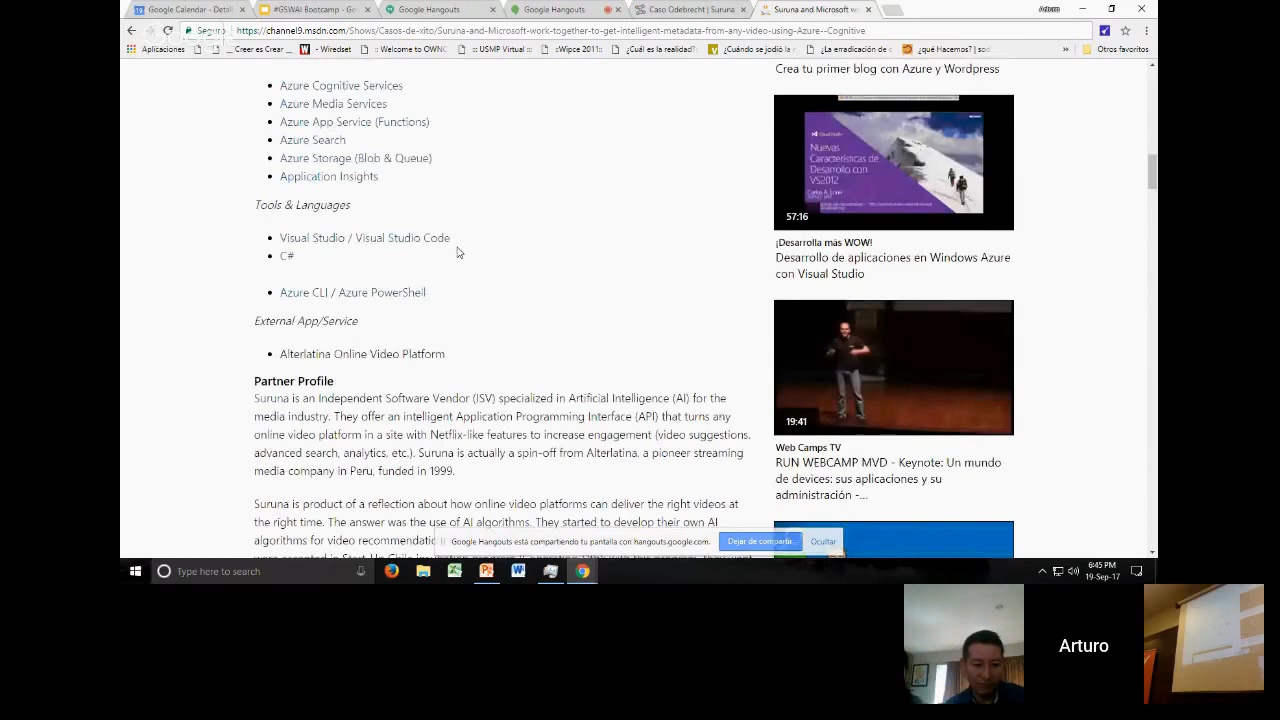 Google Calendar - Detall
#GSWAI Bootcamp - Goo
Google Hangouts
Google Hangouts
Caso Odebrecht | Suruna
Suruna and Microsoft wo
Arturo
Seguro
https://channel9.msdn.com/Shows/Casos-de-xito/Suruna-and-Microsoft-work-together-to-get-intelligent-metadata-from-any-video-using-Azure--Cognitive
Aplicaciones
Creer es Crear
Wiredset
::: Welcome to OWNC
::: USMP Virtual :::
::Wipce 2011::
¿Cuál es la realidad?
¿Cuándo se jodió la c
¿La erradicación de c
¿qué Hacemos? | sod
Otros favoritos
Azure Cognitive Services
Azure Media Services
Azure App Service (Functions)
Azure Search
Azure Storage (Blob & Queue)
Application Insights
Tools & Languages
Visual Studio / Visual Studio Code
C#
Azure CLI / Azure PowerShell
External App/Service
Alterlatina Online Video Platform
Partner Profile
Suruna is an Independent Software Vendor (ISV) specialized in Artificial Intelligence (AI) for the
media industry. They offer an intelligent Application Programming Interface (API) that turns any
online video platform in a site with Netflix-like features to increase engagement (video suggestions,
advanced search, analytics, etc.). Suruna is actually a spin-off from Alterlatina, a pioneer streaming
media company in Peru, funded in 1999.
Suruna is product of a reflection about how online video platforms can deliver the right videos at
the right time. The answer was the use of AI algorithms. They started to develop their own AI
algorithms for video recommendatio
Crea tu primer blog con Azure y Wordpress
Visual Studio
Nuevas
Características de
Desarrollo con
VS2012
57:16
¡Desarrolla más WOW!
Desarrollo de aplicaciones en Windows Azure
con Visual Studio
19:41
Web Camps TV
RUN WEBCAMP MVD - Keynote: Un mundo
de devices: sus aplicaciones y su
administración -...
Google Hangouts está compartiendo tu pantalla con hangouts.google.com.
Dejar de compartir...
Ocultar
Type here to search
6:45 PM
19-Sep-17
Arturo